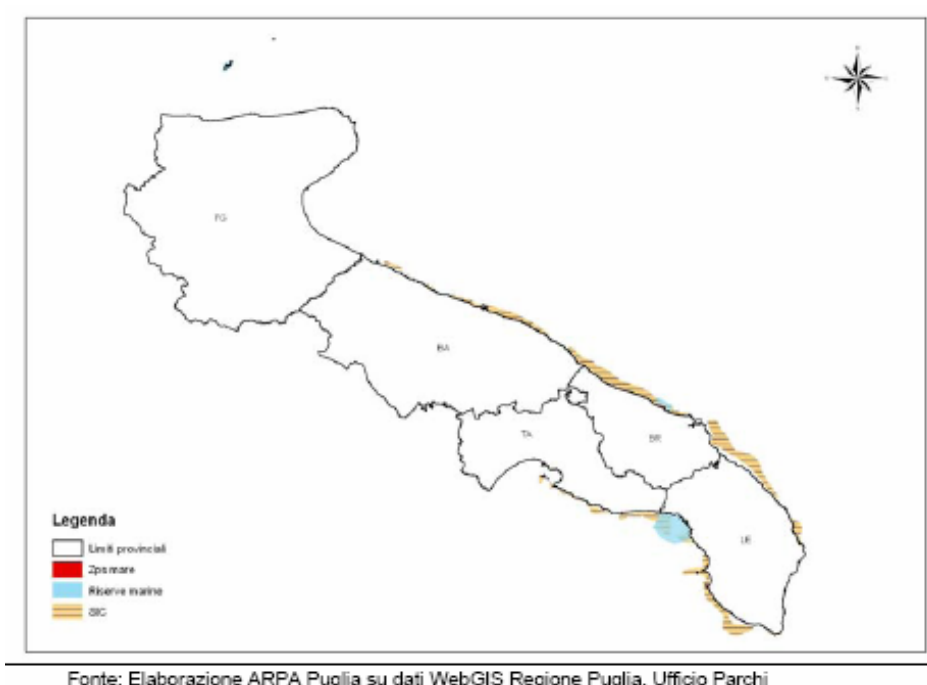 FG
BA
TA
BR
LE
Legenda
Limiti provinciali
Zps mare
Riserve marine
SIC
Fonte: Elaborazione ARPA Puglia su dati WebGIS Regione Puglia, Ufficio Parchi